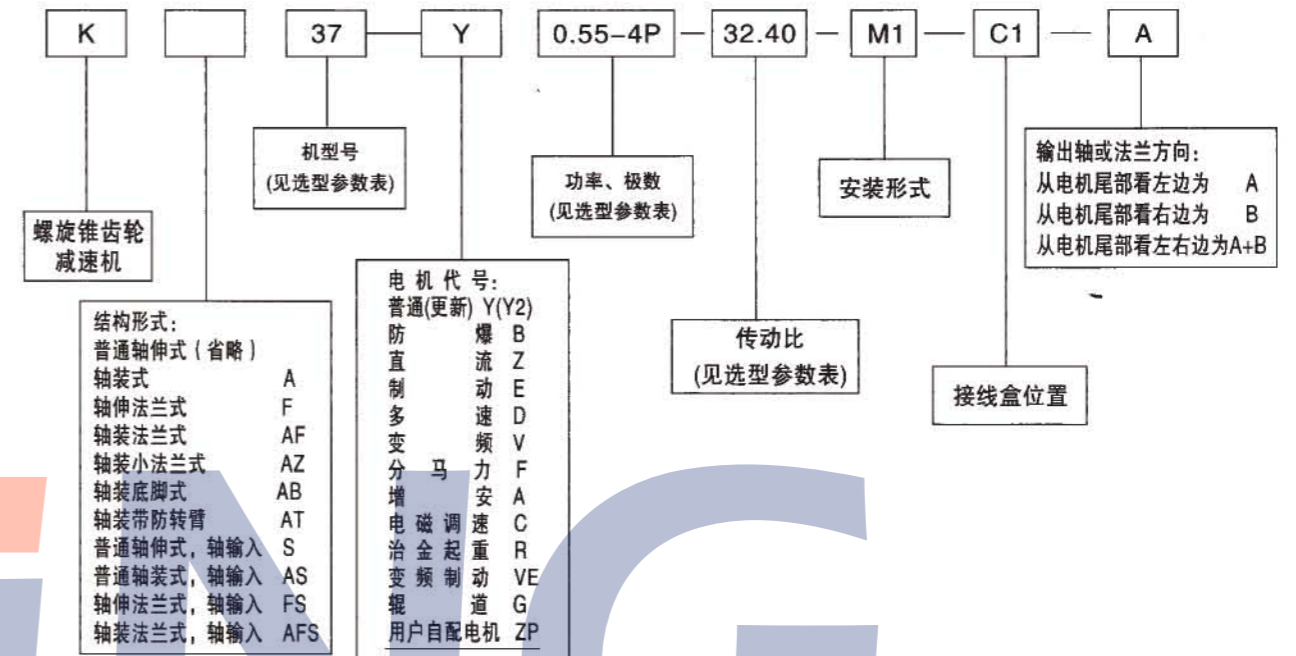 K 37 Y 0.55-4P 32.40 M1 C1 A
机型号
(见选型参数表)
功率、极数
(见选型参数表)
安装形式
输出轴或法兰方向:
从电机尾部看左边为 A
从电机尾部看右边为 B
从电机尾部看左右边为A+B
螺旋锥齿轮
减速机
结构形式:
普通轴伸式(省略)
轴装式 A
轴伸法兰式 F
轴装法兰式 AF
轴装小法兰式 AZ
轴装底脚式 AB
轴装带防转臂 AT
普通轴伸式,轴输入 S
普通轴装式,轴输入 AS
轴伸法兰式,轴输入 FS
轴装法兰式,轴输入 AFS
电机代号:
普通(更新) Y(Y2)
防爆 B
直流 Z
制动 E
多速 D
变频 V
分马力 F
增安 A
电磁调速 C
冶金起重 R
变频制动 VE
辊道 G
用户自配电机 ZP
传动比
(见选型参数表)
接线盒位置
iNG